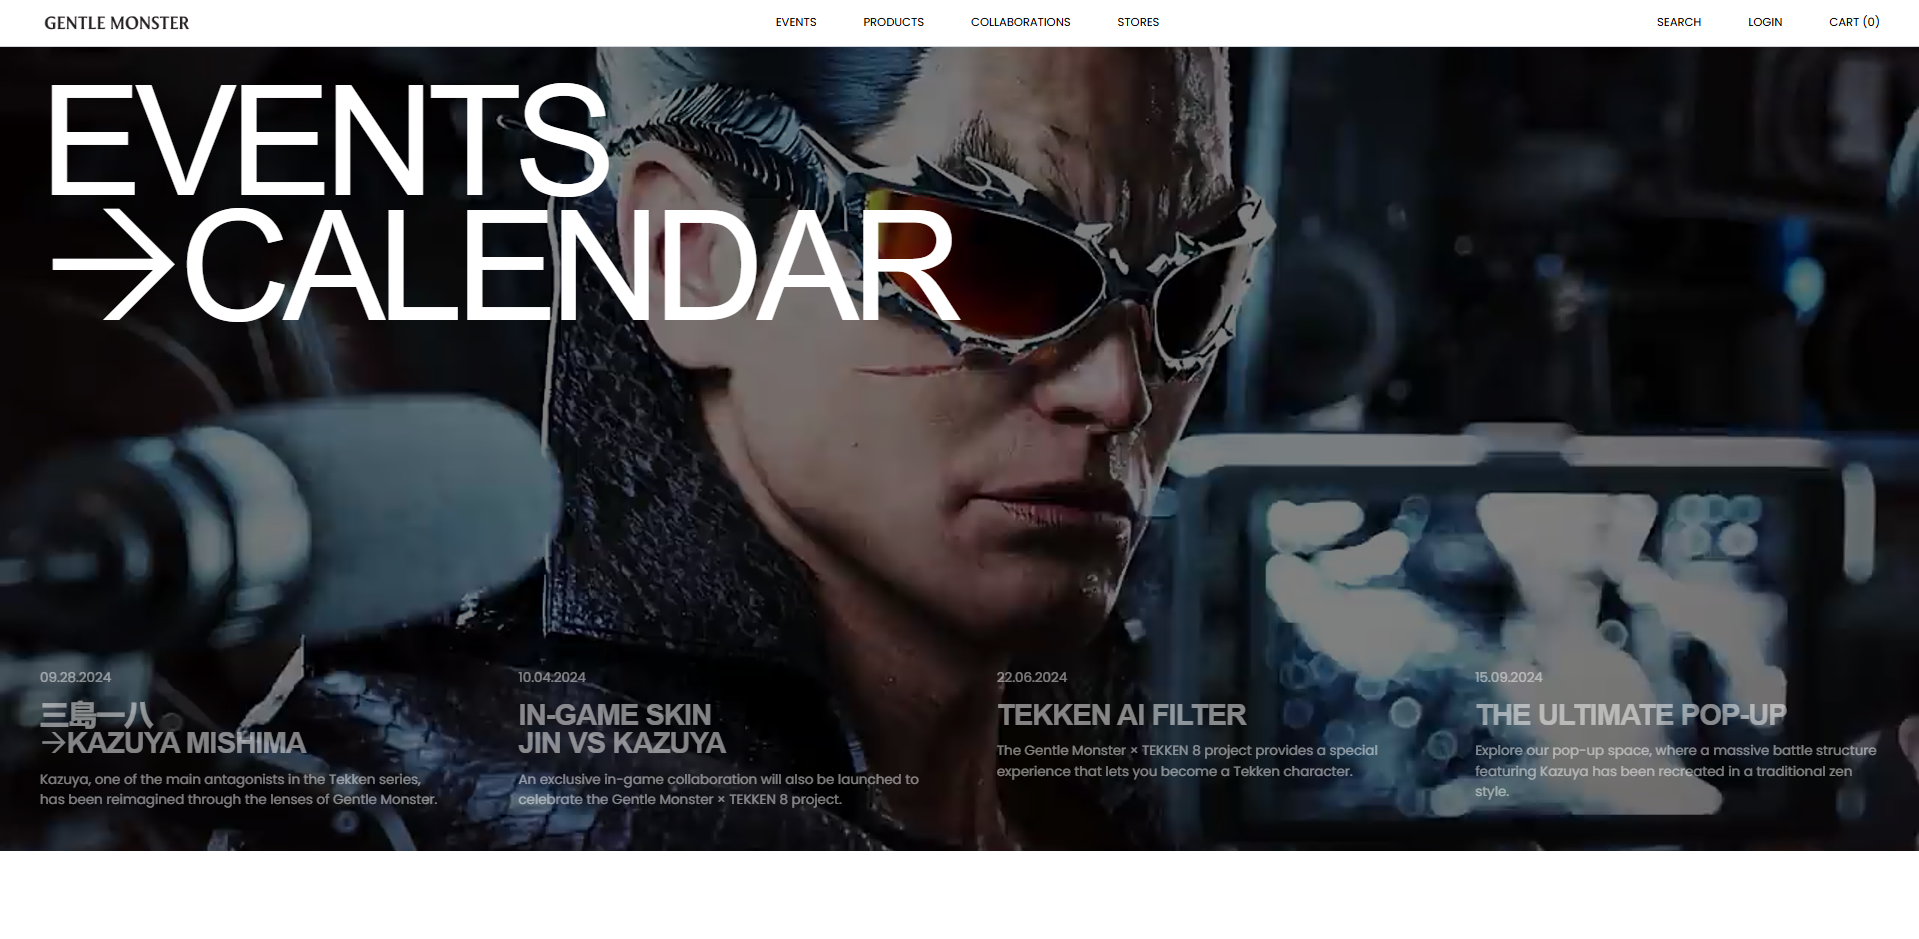 GENTLE MONSTER
EVENTS
PRODUCTS
COLLABORATIONS
STORES
SEARCH
LOGIN
CART (0)
EVENTS
→CALENDAR
09.28.2024
三島一八
→KAZUYA MISHIMA
Kazuya, one of the main antagonists in the Tekken series,
has been reimagined through the lenses of Gentle Monster.
10.04.2024
IN-GAME SKIN
JIN VS KAZUYA
An exclusive in-game collaboration will also be launched to
celebrate the Gentle Monster × TEKKEN 8 project.
22.06.2024
TEKKEN AI FILTER
The Gentle Monster × TEKKEN 8 project provides a special
experience that lets you become a Tekken character.
15.09.2024
THE ULTIMATE POP-UP
Explore our pop-up space, where a massive battle structure
featuring Kazuya has been recreated in a traditional zen
style.